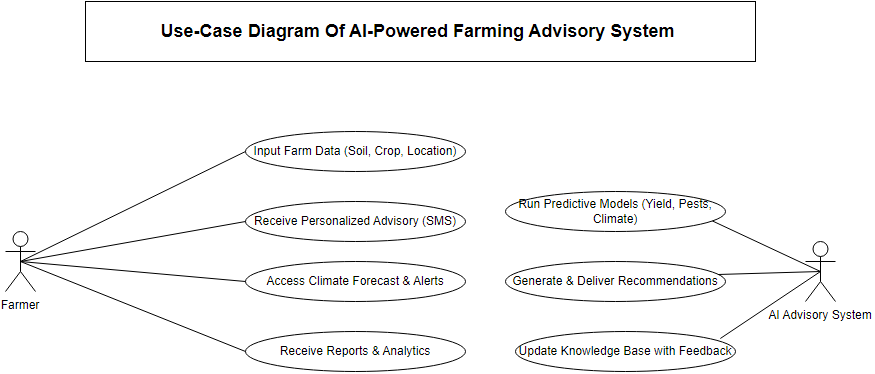 Use-Case Diagram Of AI-Powered Farming Advisory System
Input Farm Data (Soil, Crop, Location)
Receive Personalized Advisory (SMS)
Access Climate Forecast & Alerts
Receive Reports & Analytics
Farmer
Run Predictive Models (Yield, Pests,
Climate)
Generate & Deliver Recommendations
Update Knowledge Base with Feedback
AI Advisory System